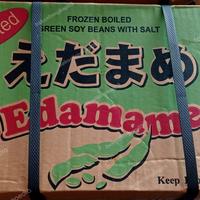 FROZEN BOILED
GREEN SOY BEANS WITH SALT
えだまめ
Edamame
Keep